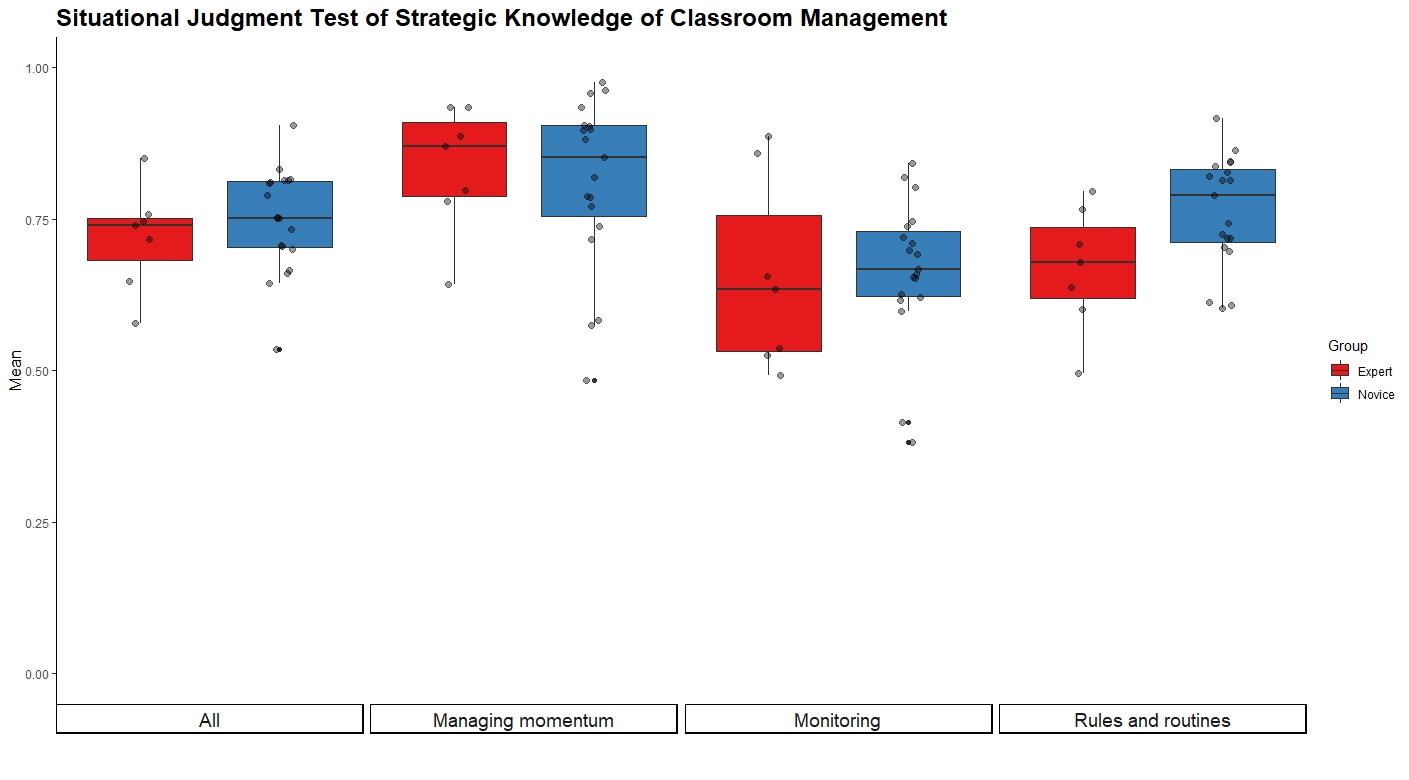 Situational Judgment Test of Strategic Knowledge of Classroom Management
1.00
0.75
0.50
0.25
0.00
Mean
Group
Expert
Novice
All
Managing momentum
Monitoring
Rules and routines